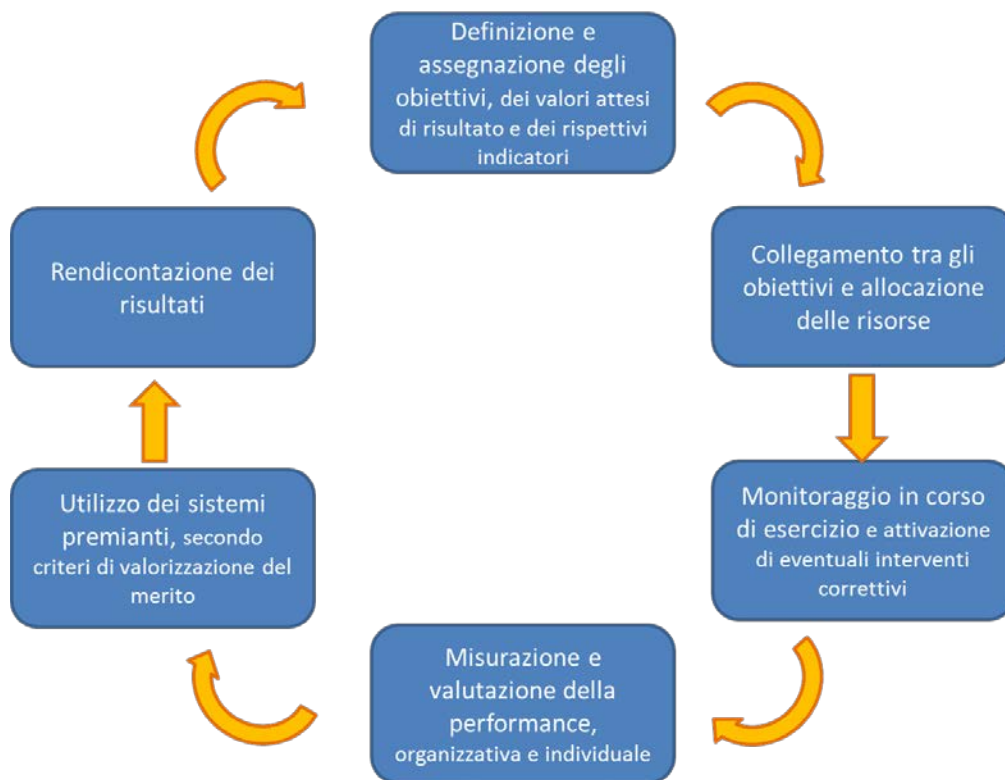 Definizione e
assegnazione degli
obiettivi, dei valori attesi
di risultato e dei rispettivi
indicatori
Collegamento tra gli
obiettivi e allocazione
delle risorse
Monitoraggio in corso
di esercizio e attivazione
di eventuali interventi
correttivi
Misurazione e
valutazione della
performance,
organizzativa e individuale
Utilizzo dei sistemi
premianti, secondo
criteri di valorizzazione del
merito
Rendicontazione dei
risultati